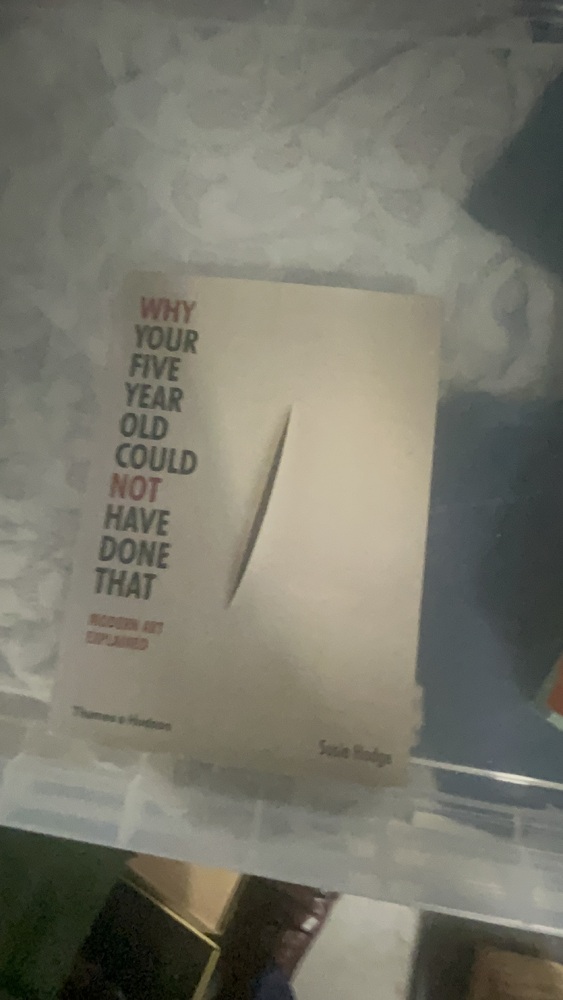 WHY
YOUR
FIVE
YEAR
OLD
COULD
NOT
HAVE
DONE
THAT
MODERN ART
EXPLAINED
Thames & Hudson
Susie Hodge